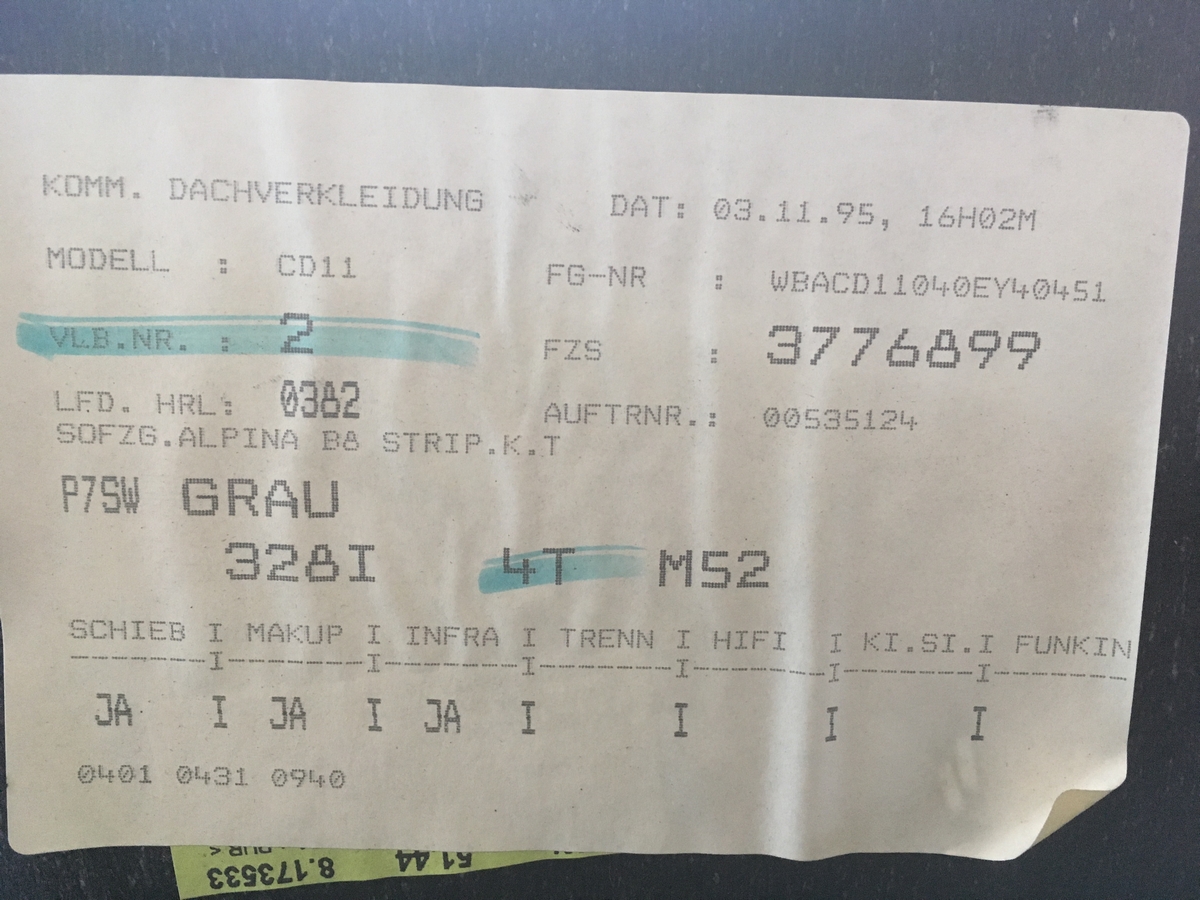 KOMM. DACHVERKLEIDUNG DAT: 03.11.95, 16H02M
MODELL : CD11 FG-NR : WBACD11040EY40451
VLB.NR. : 2 FZS : 3776899
LFD. HRL: 0382 AUFTRNR.: 00535124
SOFZG.ALPINA B8 STRIP.K.T
P7SW GRAU
328I 4T M52
SCHIEB I MAKUP I INFRA I TRENN I HIFI I KI.SI.I FUNKIN
---------I---------I---------I---------I---------I---------I---------
JA I JA I JA I I I I
0401 0431 0940
8.173533 51.44